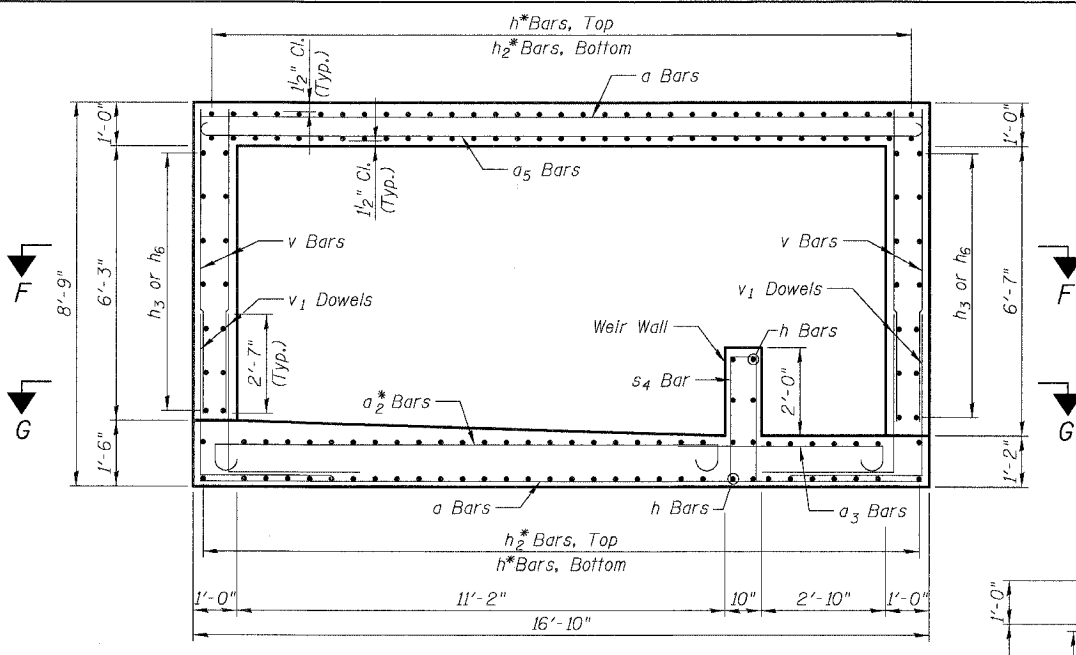 h*Bars, Top
h2*Bars, Bottom
1½" Cl.
(Typ.)
a Bars
1'-0"
1'-0"
a5 Bars
1½" Cl.
(Typ.)
8'-9"
6'-3"
h3 or h6
v Bars
v1 Dowels
2'-7"
(Typ.)
F
G
v Bars
v1 Dowels
h3 or h6
6'-7"
F
G
Weir Wall
h Bars
s4 Bar
2'-0"
a2* Bars
1'-6"
1'-2"
a Bars
h Bars
a3 Bars
h2* Bars, Top
h*Bars, Bottom
1'-0"
11'-2"
10"
2'-10"
1'-0"
16'-10"
1'-0"